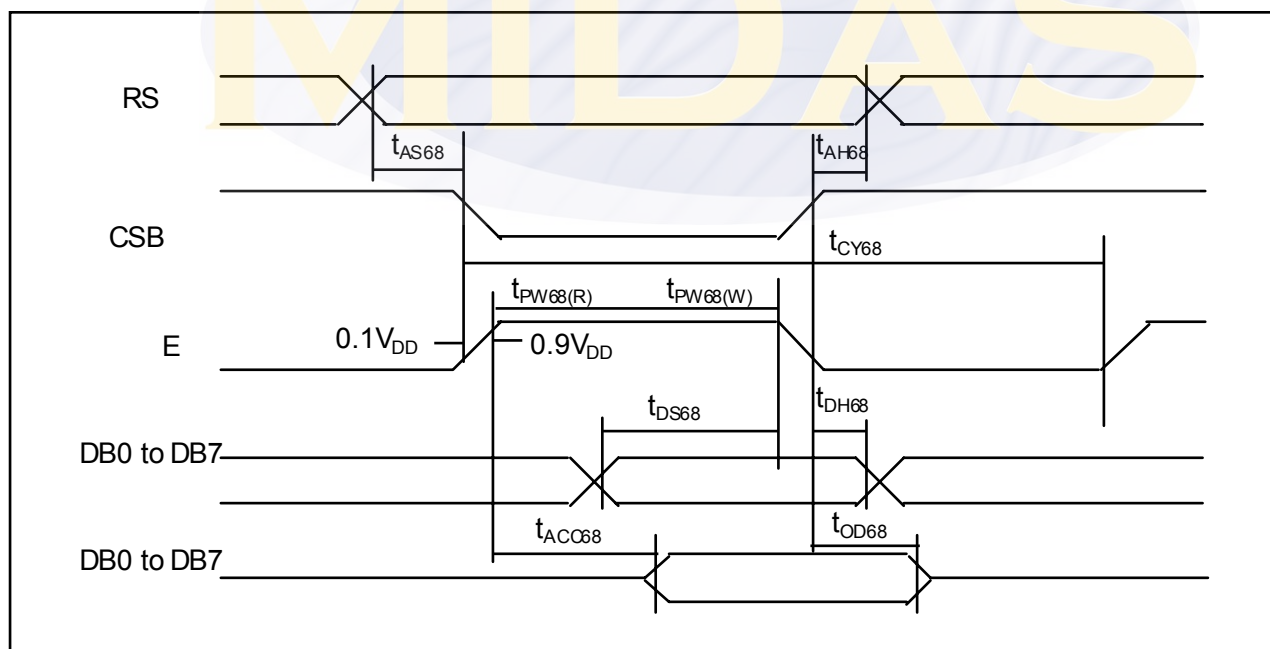 MIDAS
RS
tAS68
tAH68
CSB
tCY68
tPW68(R) tPW68(W)
E
0.1VDD
0.9VDD
tDS68
tDH68
DB0 to DB7
tACC68
tOD68
DB0 to DB7